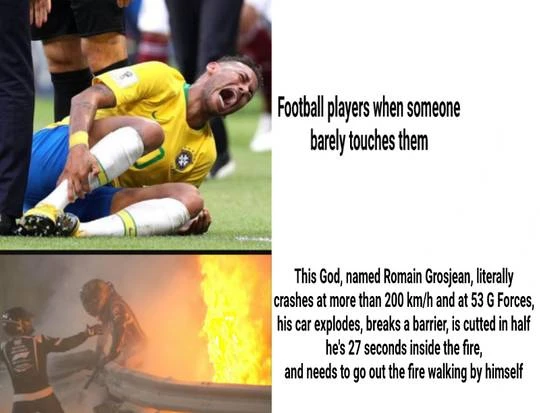 Football players when someone
barely touches them
This God, named Romain Grosjean, literally
crashes at more than 200 km/h and at 53 G Forces,
his car explodes, breaks a barrier, is cutted in half
he's 27 seconds inside the fire,
and needs to go out the fire walking by himself